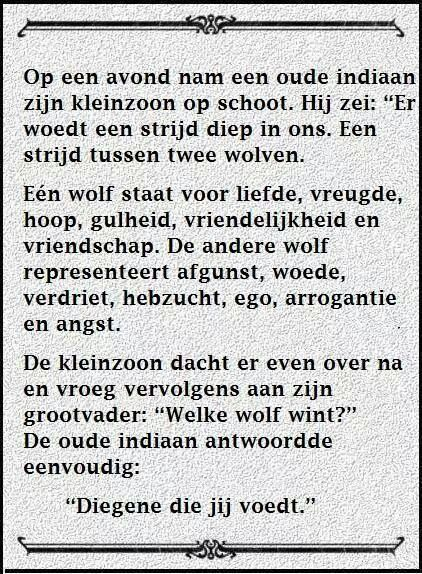 Op een avond nam een oude indiaan
zijn kleinzoon op schoot. Hij zei: “Er
woedt een strijd diep in ons. Een
strijd tussen twee wolven.
Eén wolf staat voor liefde, vreugde,
hoop, gulheid, vriendelijkheid en
vriendschap. De andere wolf
representeert afgunst, woede,
verdriet, hebzucht, ego, arrogantie
en angst.
De kleinzoon dacht er even over na
en vroeg vervolgens aan zijn
grootvader: “Welke wolf wint?”
De oude indiaan antwoordde
eenvoudig:
“Diegene die jij voedt.”